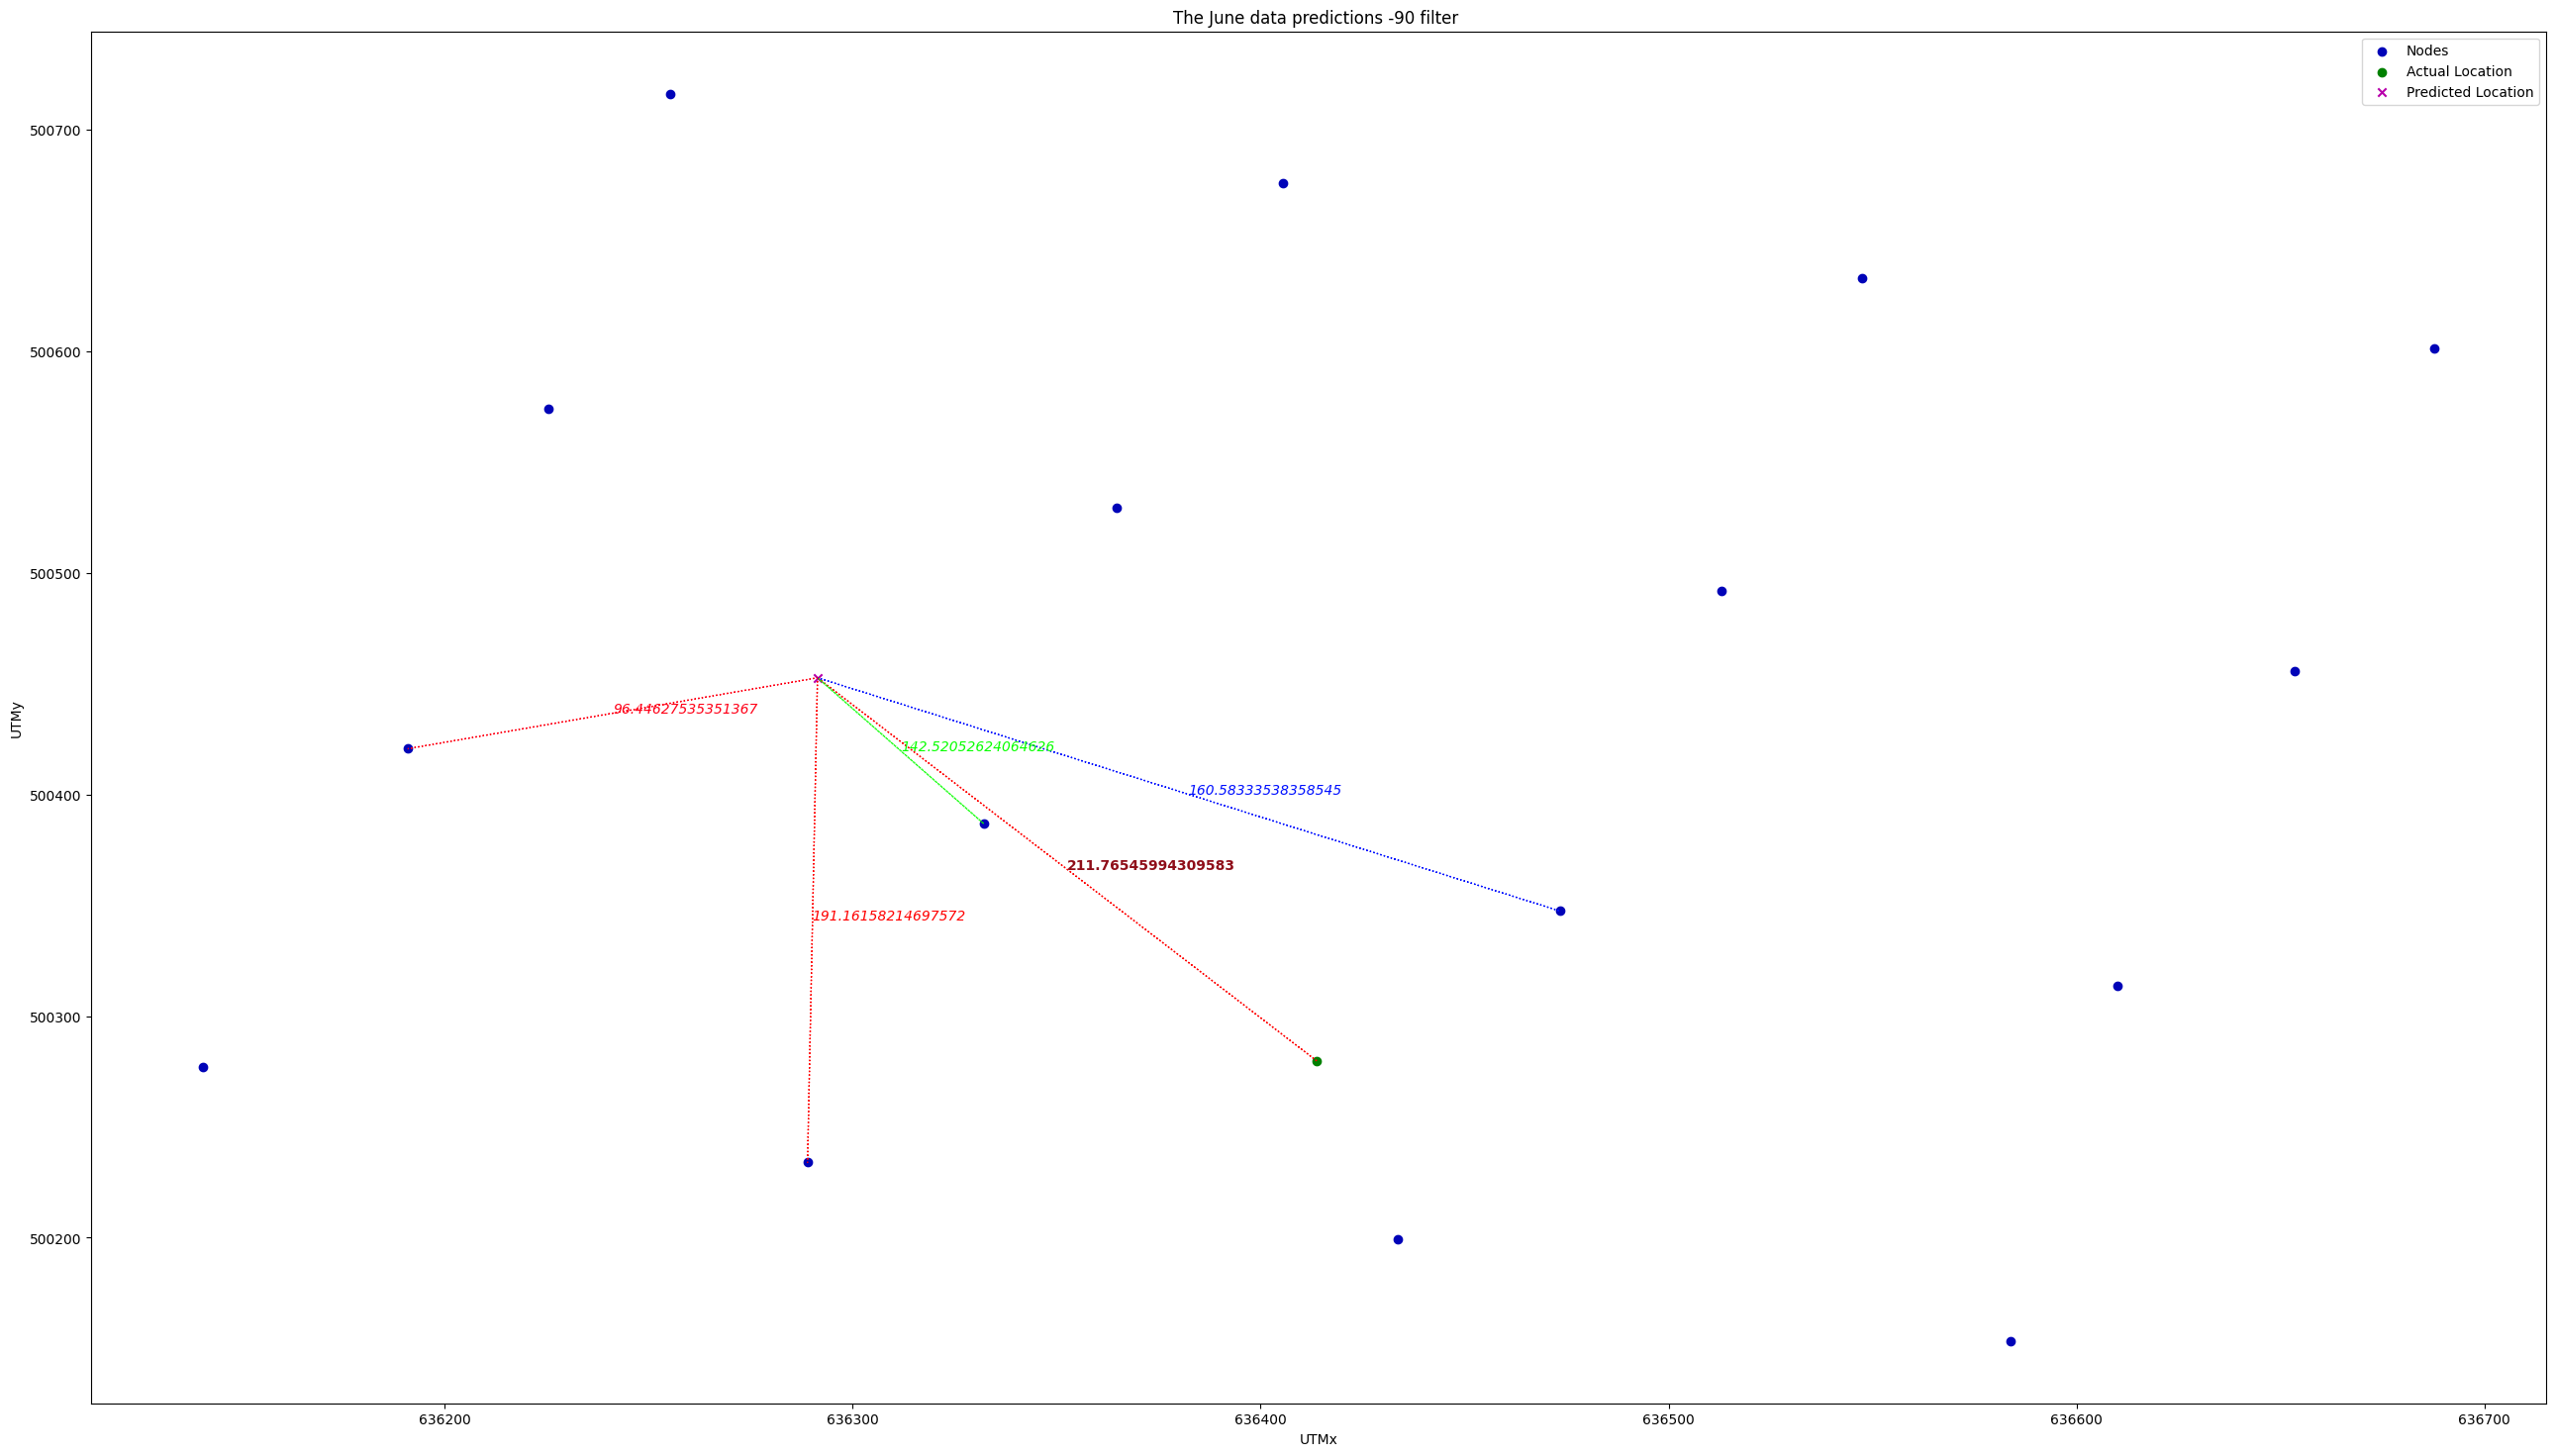 The June data predictions -90 filter
Nodes
Actual Location
Predicted Location
500700
500600
500500
500400
500300
500200
UTMy
96.44627535351367
142.52052624064626
160.58333538358545
211.76545994309583
191.16158214697572
636200
636300
636400
636500
636600
636700
UTMx